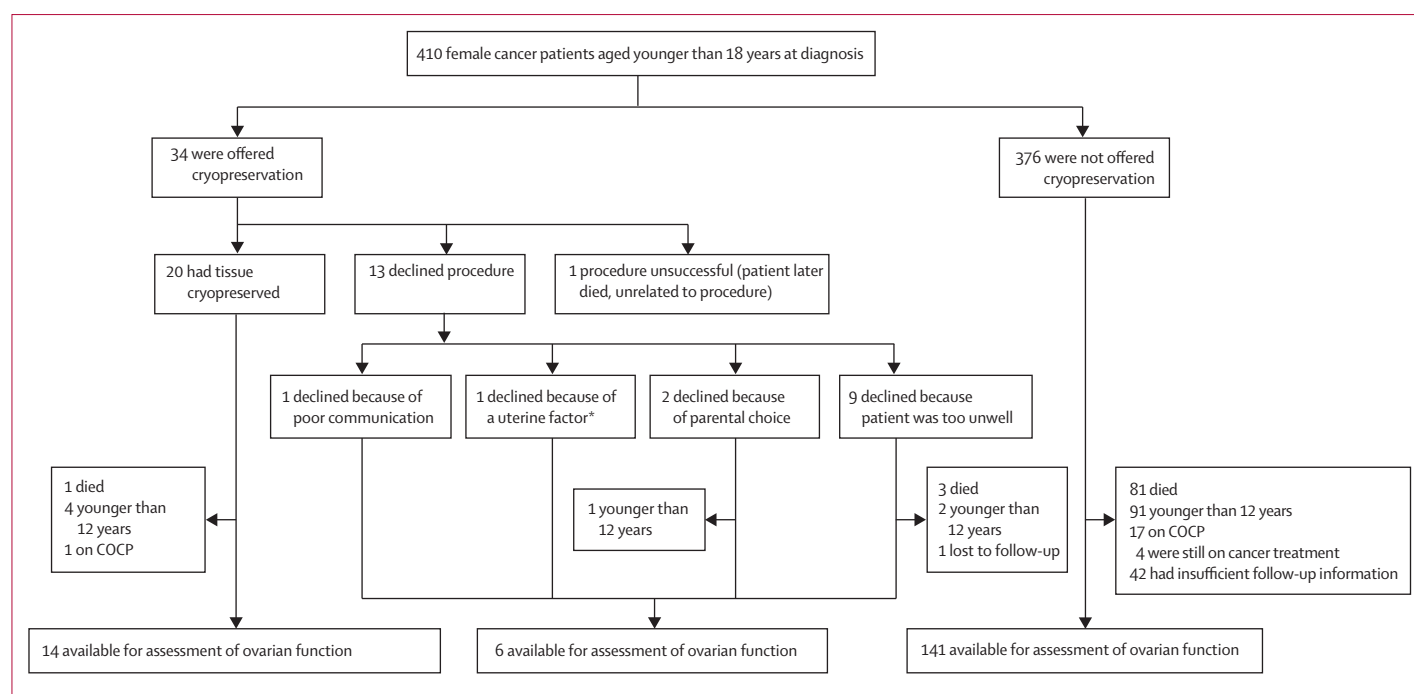 410 female cancer patients aged younger than 18 years at diagnosis
34 were offered
cryopreservation
376 were not offered
cryopreservation
20 had tissue
cryopreserved
13 declined procedure
1 procedure unsuccessful (patient later
died, unrelated to procedure)
1 declined because of
poor communication
1 declined because of
a uterine factor*
2 declined because
of parental choice
9 declined because
patient was too unwell
1 died
4 younger than
12 years
1 on COCP
1 younger than
12 years
3 died
2 younger than
12 years
1 lost to follow-up
81 died
91 younger than 12 years
17 on COCP
4 were still on cancer treatment
42 had insufficient follow-up information
14 available for assessment of ovarian function
6 available for assessment of ovarian function
141 available for assessment of ovarian function